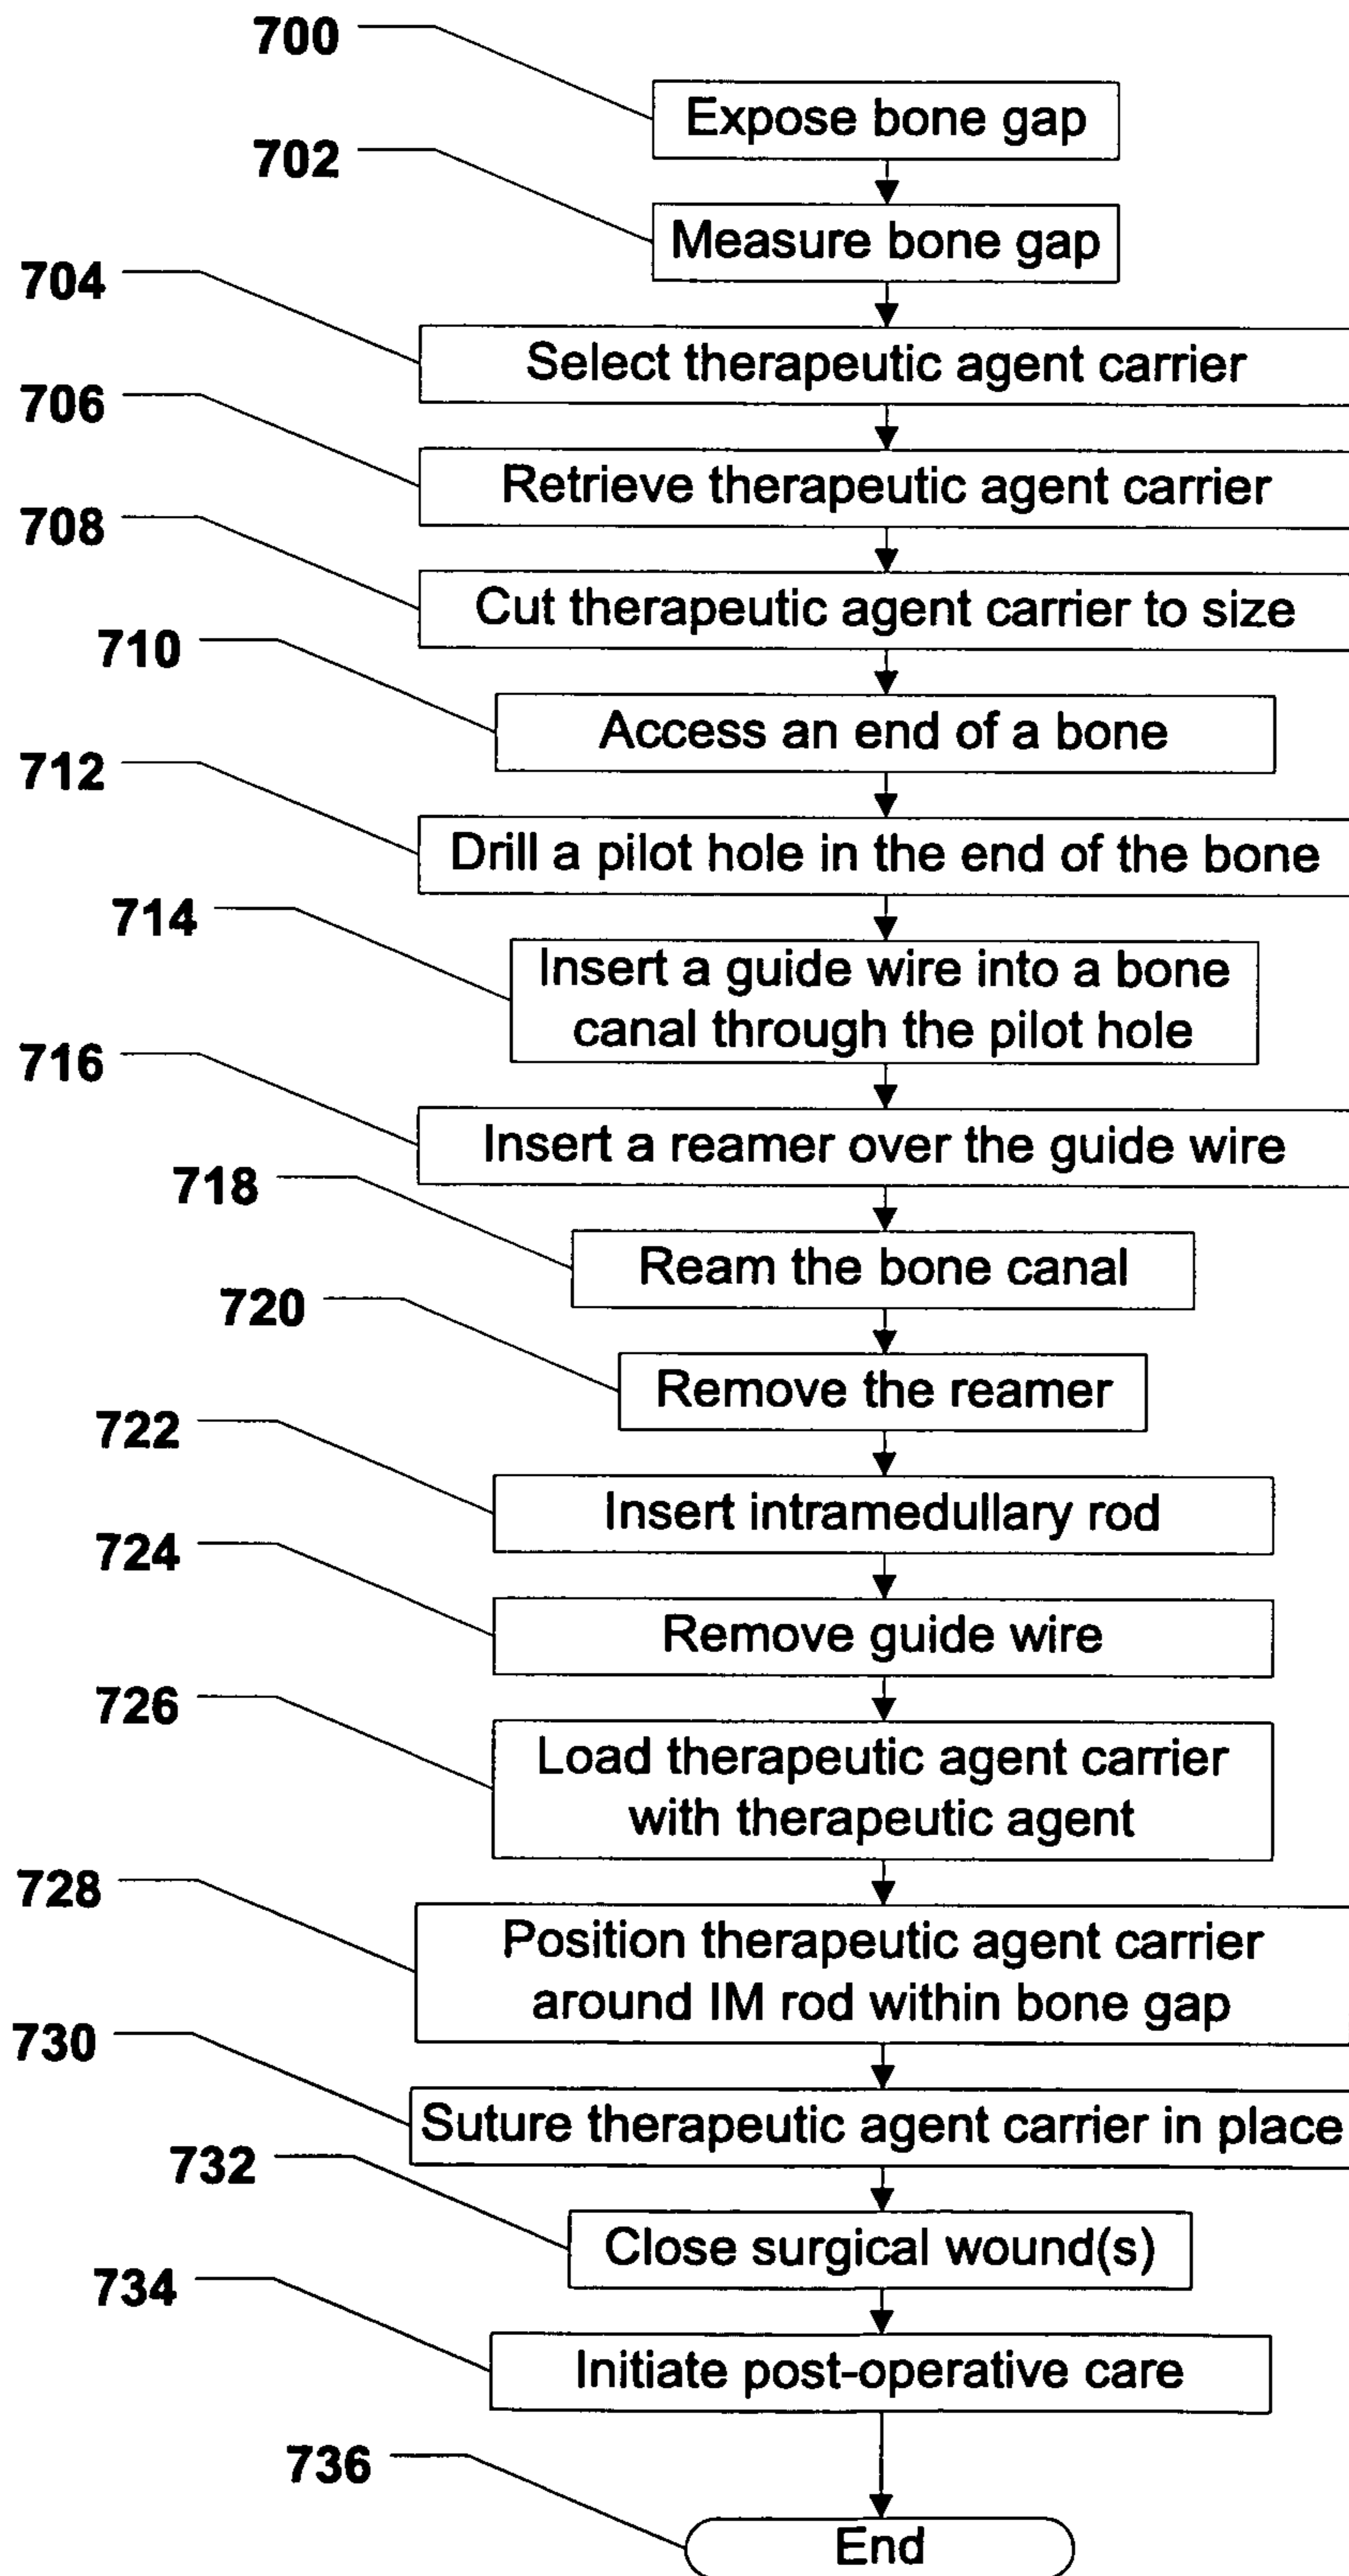 700
Expose bone gap
702
Measure bone gap
704
Select therapeutic agent carrier
706
Retrieve therapeutic agent carrier
708
Cut therapeutic agent carrier to size
710
Access an end of a bone
712
Drill a pilot hole in the end of the bone
714
Insert a guide wire into a bone
canal through the pilot hole
716
Insert a reamer over the guide wire
718
Ream the bone canal
720
Remove the reamer
722
Insert intramedullary rod
724
Remove guide wire
726
Load therapeutic agent carrier
with therapeutic agent
728
Position therapeutic agent carrier
around IM rod within bone gap
730
Suture therapeutic agent carrier in place
732
Close surgical wound(s)
734
Initiate post-operative care
736
End